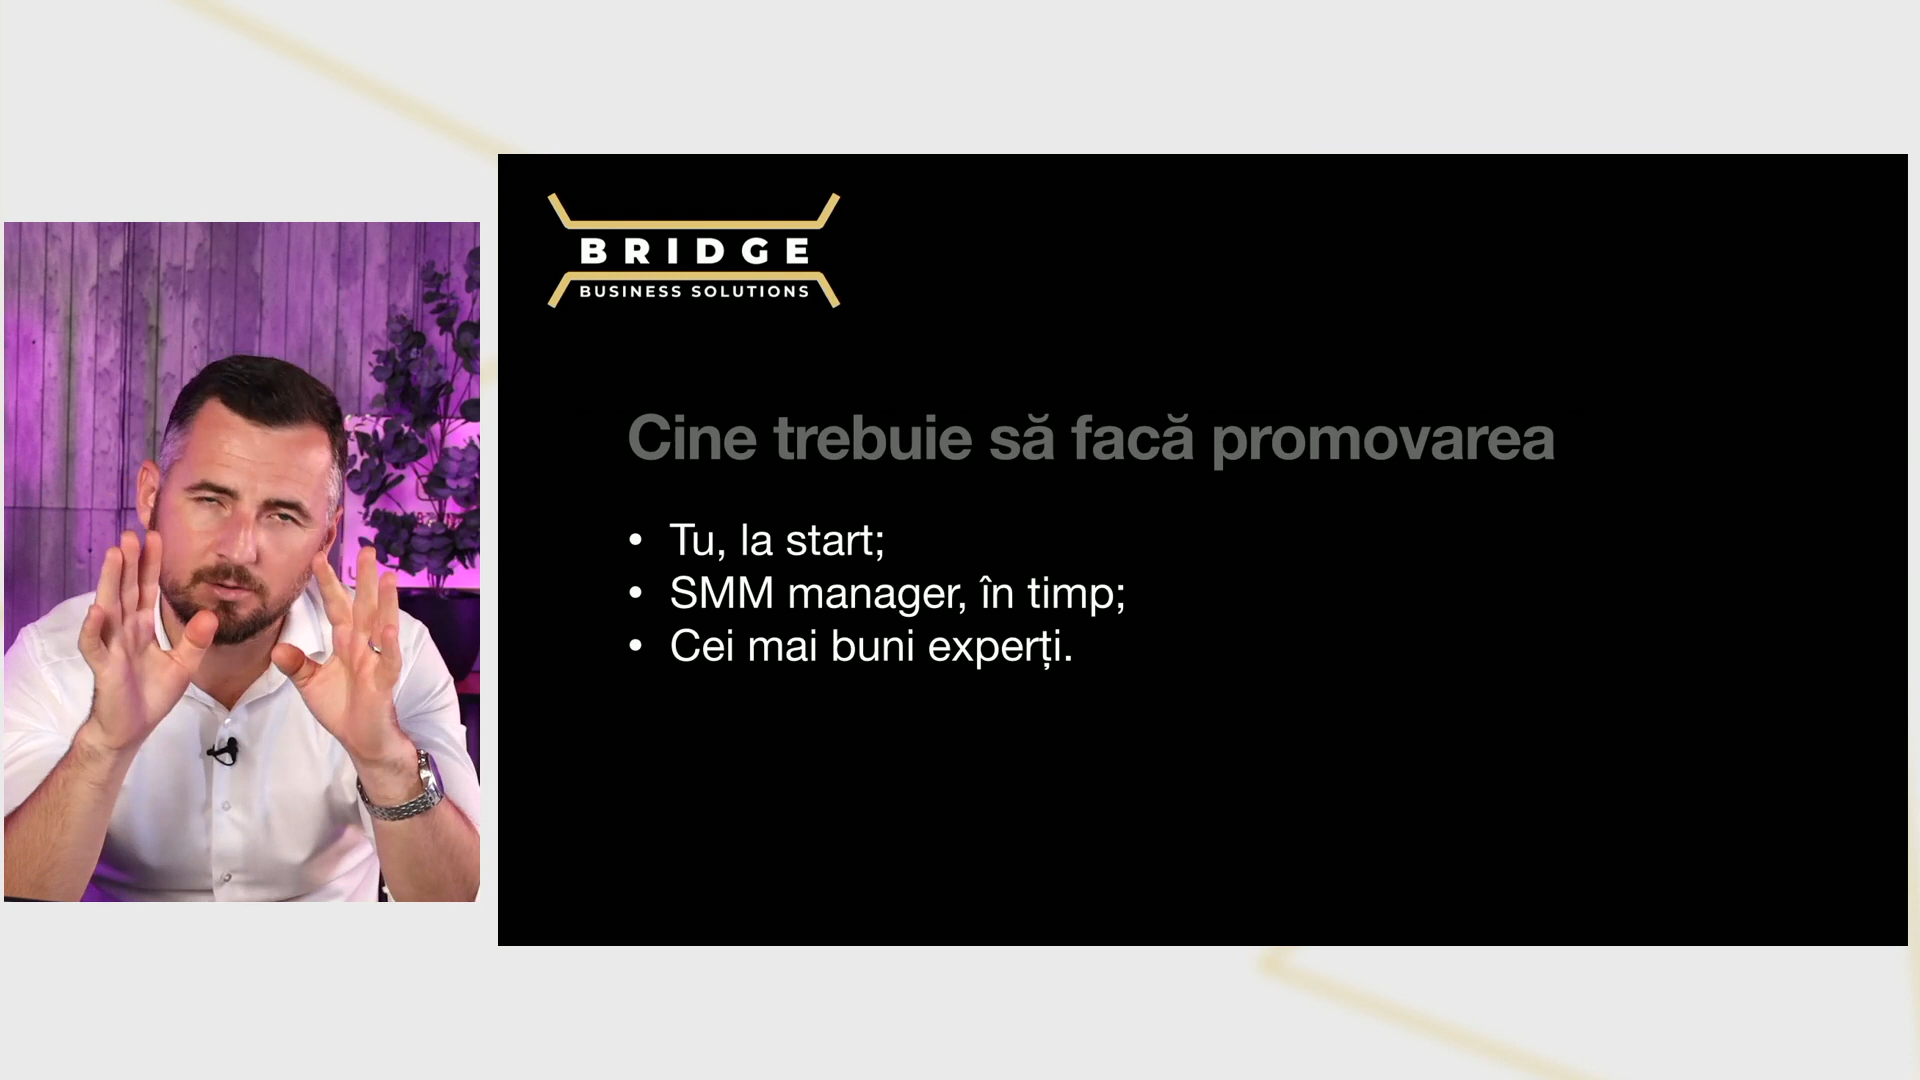 BRIDGE
BUSINESS SOLUTIONS
Cine trebuie să facă promovarea
• Tu, la start;
• SMM manager, în timp;
• Cei mai buni experți.